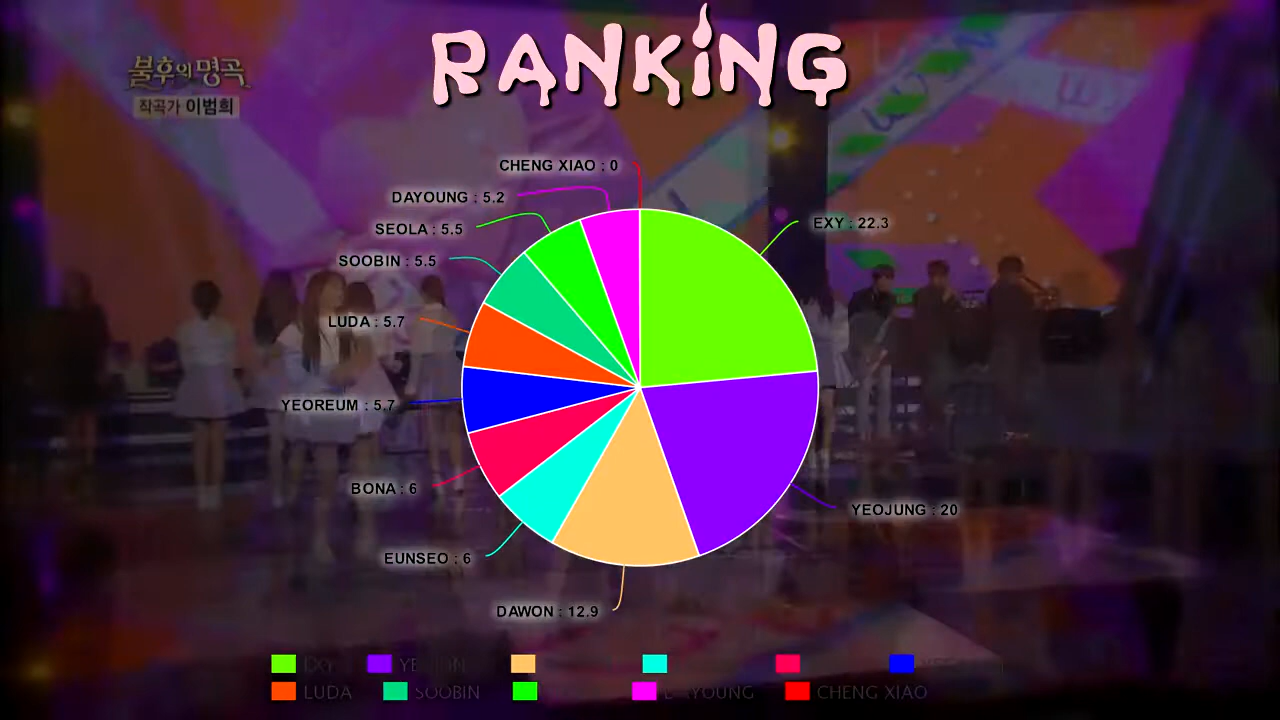 RANKING
불후의 명곡
작곡가 이범희
CHENG XIAO : 0
DAYOUNG : 5.2
EXY : 22.3
SEOLA : 5.5
SOOBIN : 5.5
LUDA : 5.7
YEOREUM : 5.7
BONA : 6
YEOJUNG : 20
EUNSEO : 6
DAWON : 12.9
EXY
LUDA SOOBIN DAYOUNG CHENG XIAO